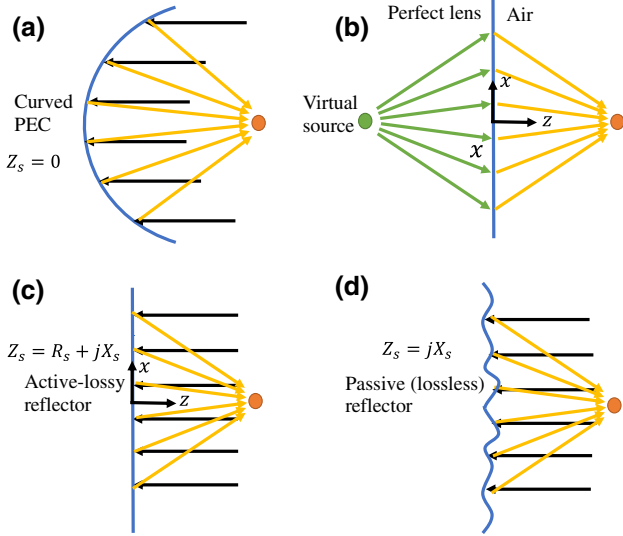 (a)
Curved
PEC
Z_s = 0
(b)
Perfect lens Air
Virtual
source
x
z
x
(c)
Z_s = R_s + jX_s
x
Active-lossy
reflector
z
(d)
Z_s = jX_s
Passive (lossless)
reflector